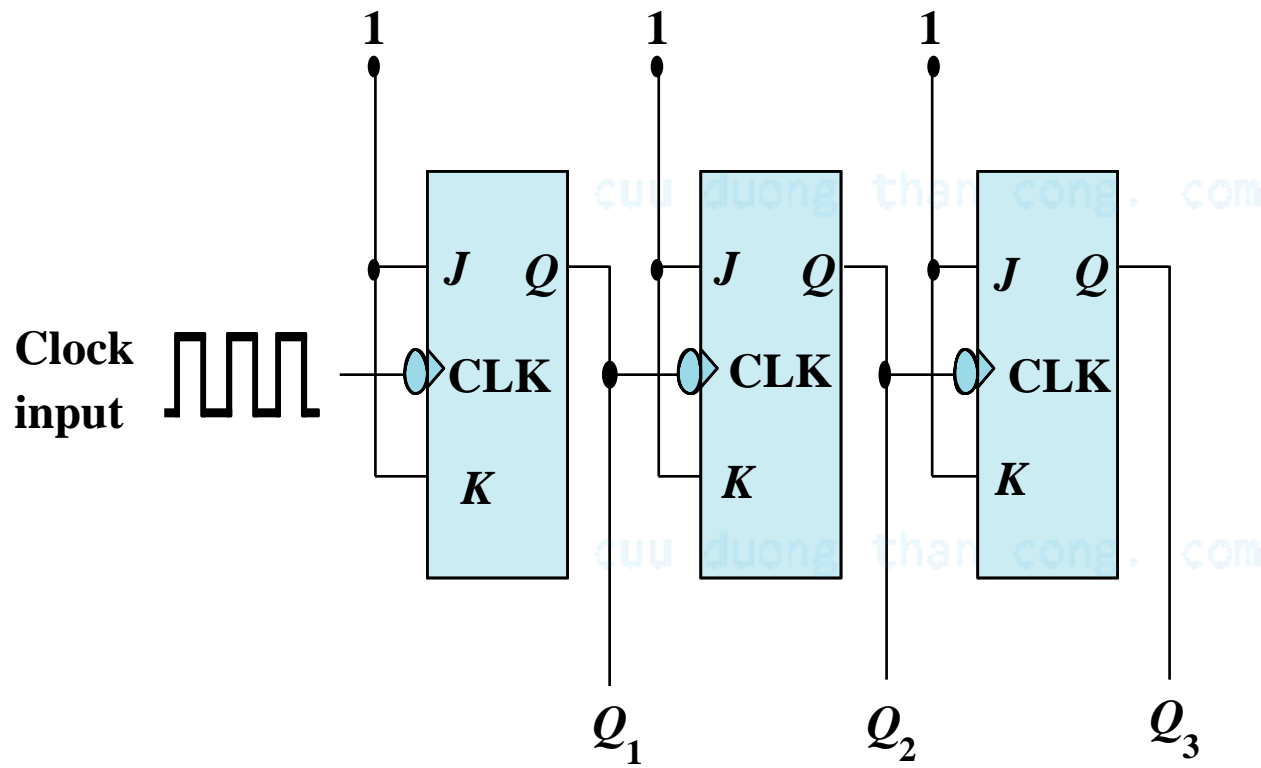 1 1 1
cuu duong than cong. com
J Q J Q J Q
Clock
input
CLK CLK CLK
K K K
cuu duong than cong. com
Q1 Q2 Q3